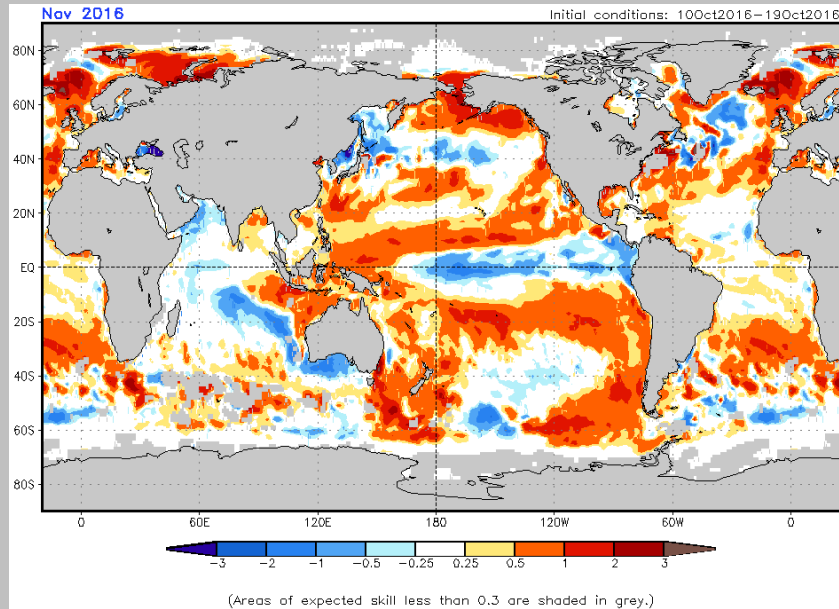 Nov 2016
Initial conditions: 10Oct2016-19Oct2016
80N
60N
40N
20N
EQ
20S
40S
60S
80S
0 60E 120E 180 120W 60W 0
-3 -2 -1 -0.5 -0.25 0.25 0.5 1 2 3
(Areas of expected skill less than 0.3 are shaded in grey.)